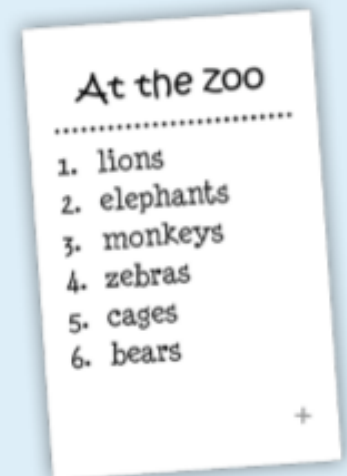 At the zoo
1. lions
2. elephants
3. monkeys
4. zebras
5. cages
6. bears
+